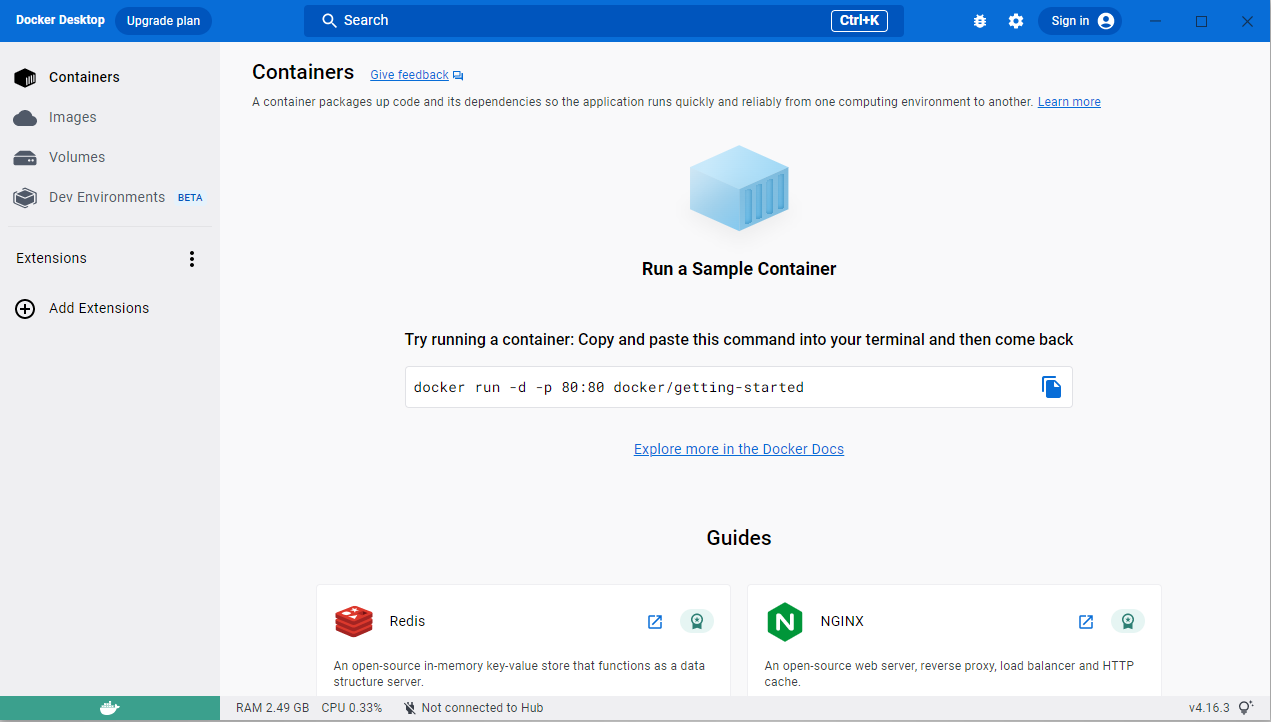 Docker Desktop Upgrade plan Search Ctrl+K Sign in
Containers
Images
Volumes
Dev Environments BETA
Extensions
Add Extensions
Containers Give feedback
A container packages up code and its dependencies so the application runs quickly and reliably from one computing environment to another. Learn more
Run a Sample Container
Try running a container: Copy and paste this command into your terminal and then come back
docker run -d -p 80:80 docker/getting-started
Explore more in the Docker Docs
Guides
Redis
An open-source in-memory key-value store that functions as a data
structure server.
NGINX
An open-source web server, reverse proxy, load balancer and HTTP
cache.
RAM 2.49 GB CPU 0.33% Not connected to Hub v4.16.3